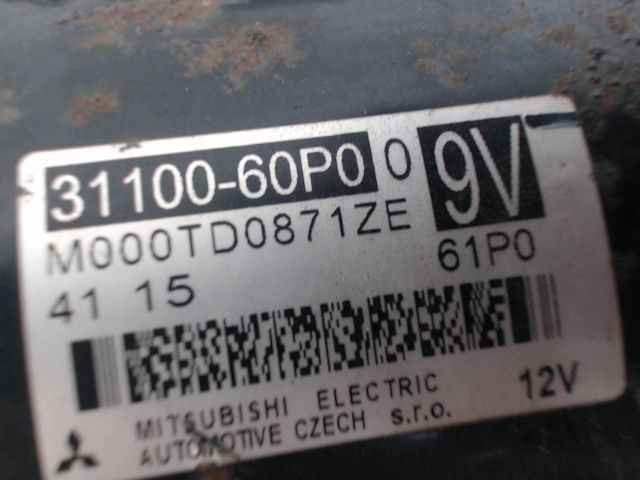 31100-60P0 0 9V
M000TD0871ZE
61P0
41 15
MITSUBISHI ELECTRIC
AUTOMOTIVE CZECH s.r.o.
12V